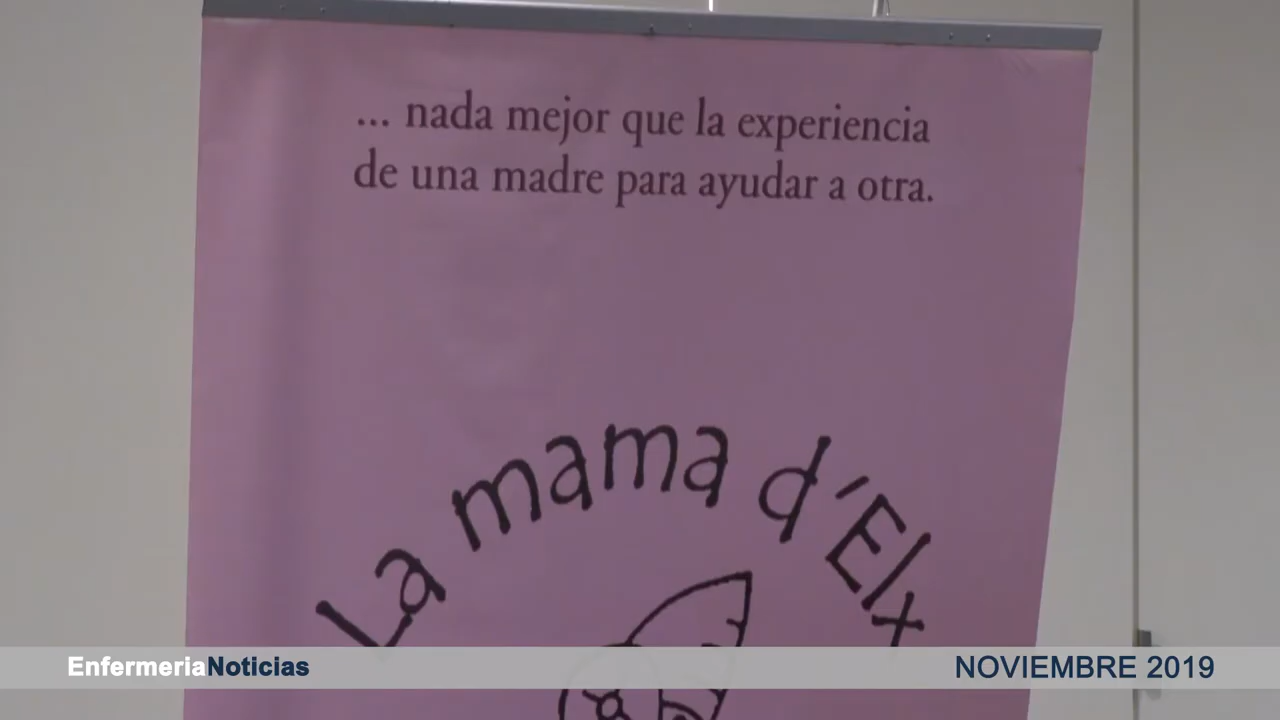 ... nada mejor que la experiencia
de una madre para ayudar a otra.
La mama d'Elx
EnfermeriaNoticias
NOVIEMBRE 2019